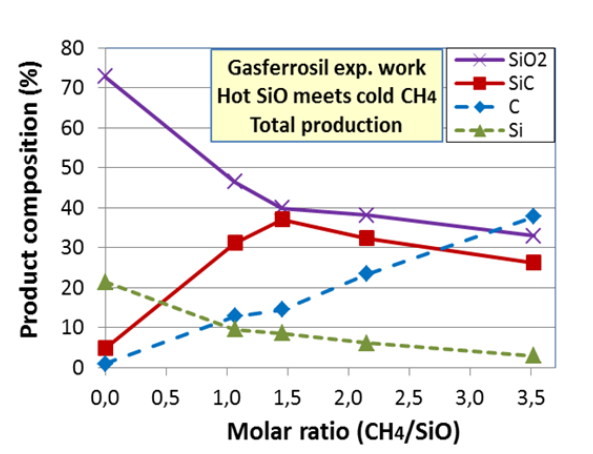 Gasferrosil exp. work
Hot SiO meets cold CH4
Total production
SiO2
SiC
C
Si
Product composition (%)
80
70
60
50
40
30
20
10
0
0,0 0,5 1,0 1,5 2,0 2,5 3,0 3,5
Molar ratio (CH4/SiO)